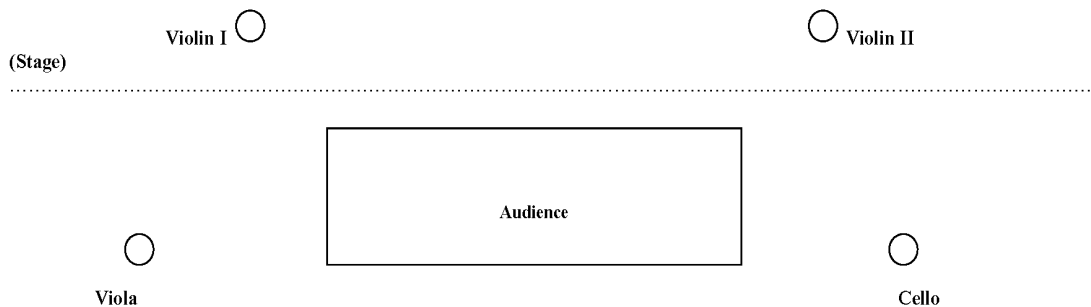 Violin I
Violin II
(Stage)
Audience
Viola
Cello